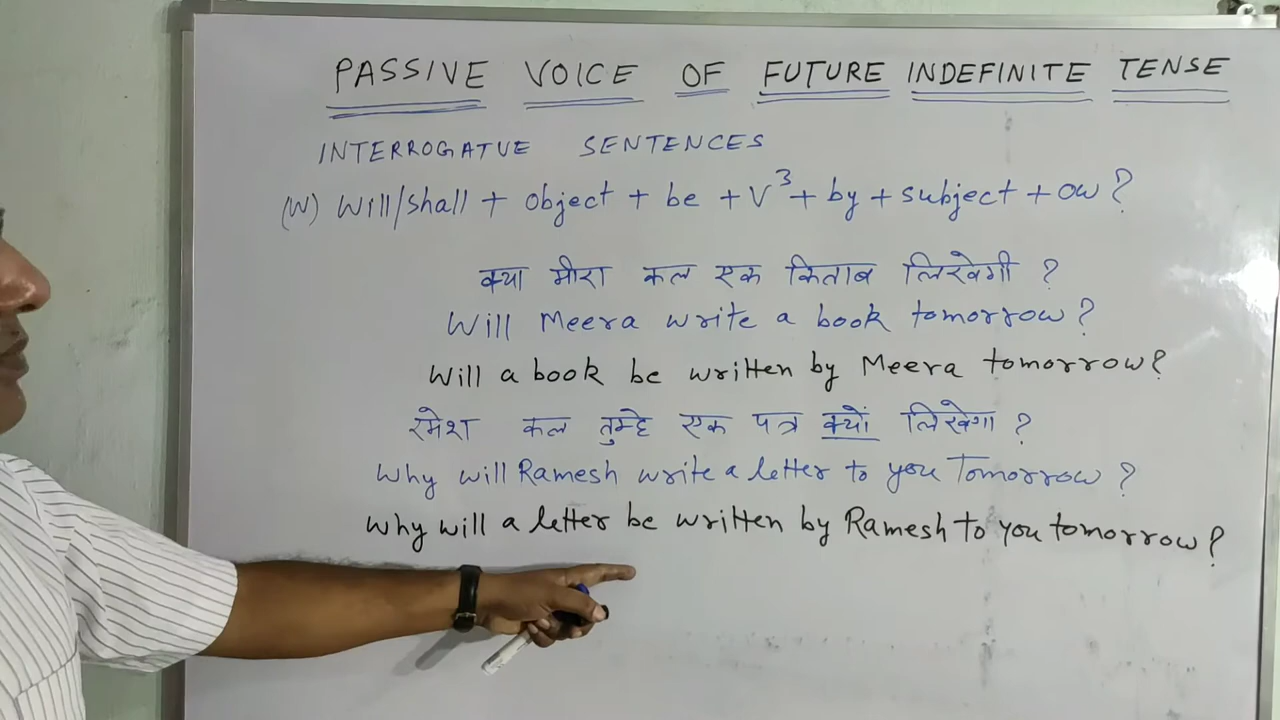 PASSIVE VOICE OF FUTURE INDEFINITE TENSE
INTERROGATVE SENTENCES
(W) Will/shall + object + be + V³ + by + subject + ow?
क्या मीरा कल एक किताब लिखेगी ?
Will Meera write a book tomorrow?
Will a book be written by Meera tomorrow?
रमेश कल तुम्हे एक पत्र क्यों लिखेगा ?
Why will Ramesh write a letter to you Tomorrow?
Why will a letter be written by Ramesh to you tomorrow?